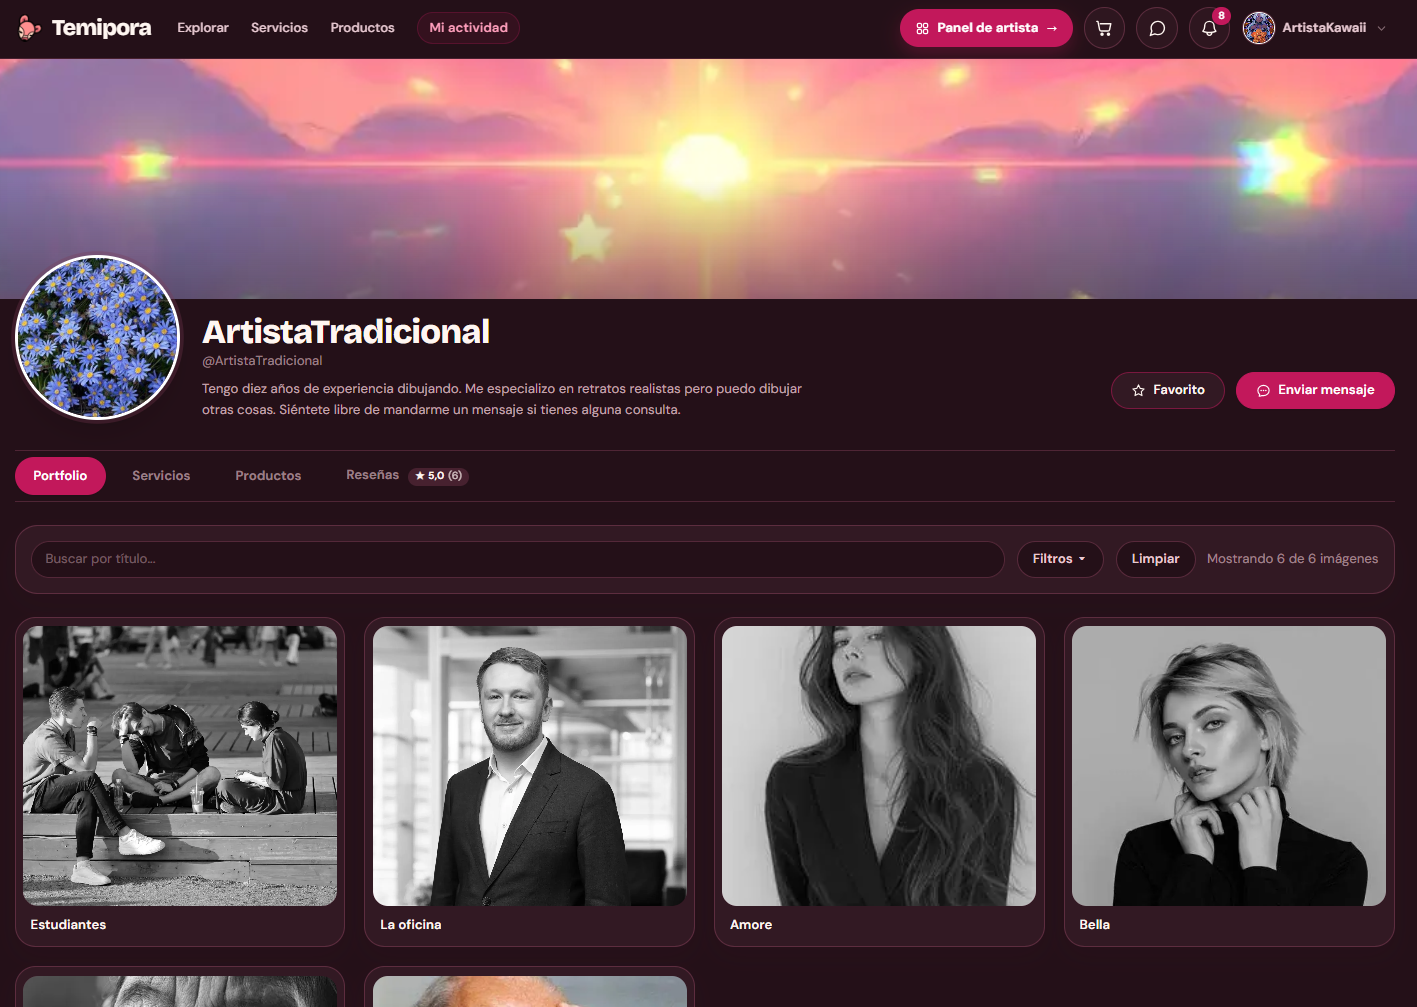 Temipora
Explorar
Servicios
Productos
Mi actividad
Panel de artista →
8
ArtistaKawaii
ArtistaTradicional
@ArtistaTradicional
Tengo diez años de experiencia dibujando. Me especializo en retratos realistas pero puedo dibujar
otras cosas. Siéntete libre de mandarme un mensaje si tienes alguna consulta.
Favorito
Enviar mensaje
Portfolio
Servicios
Productos
Reseñas ★ 5,0 (6)
Buscar por título...
Filtros
Limpiar
Mostrando 6 de 6 imágenes
Estudiantes
La oficina
Amore
Bella